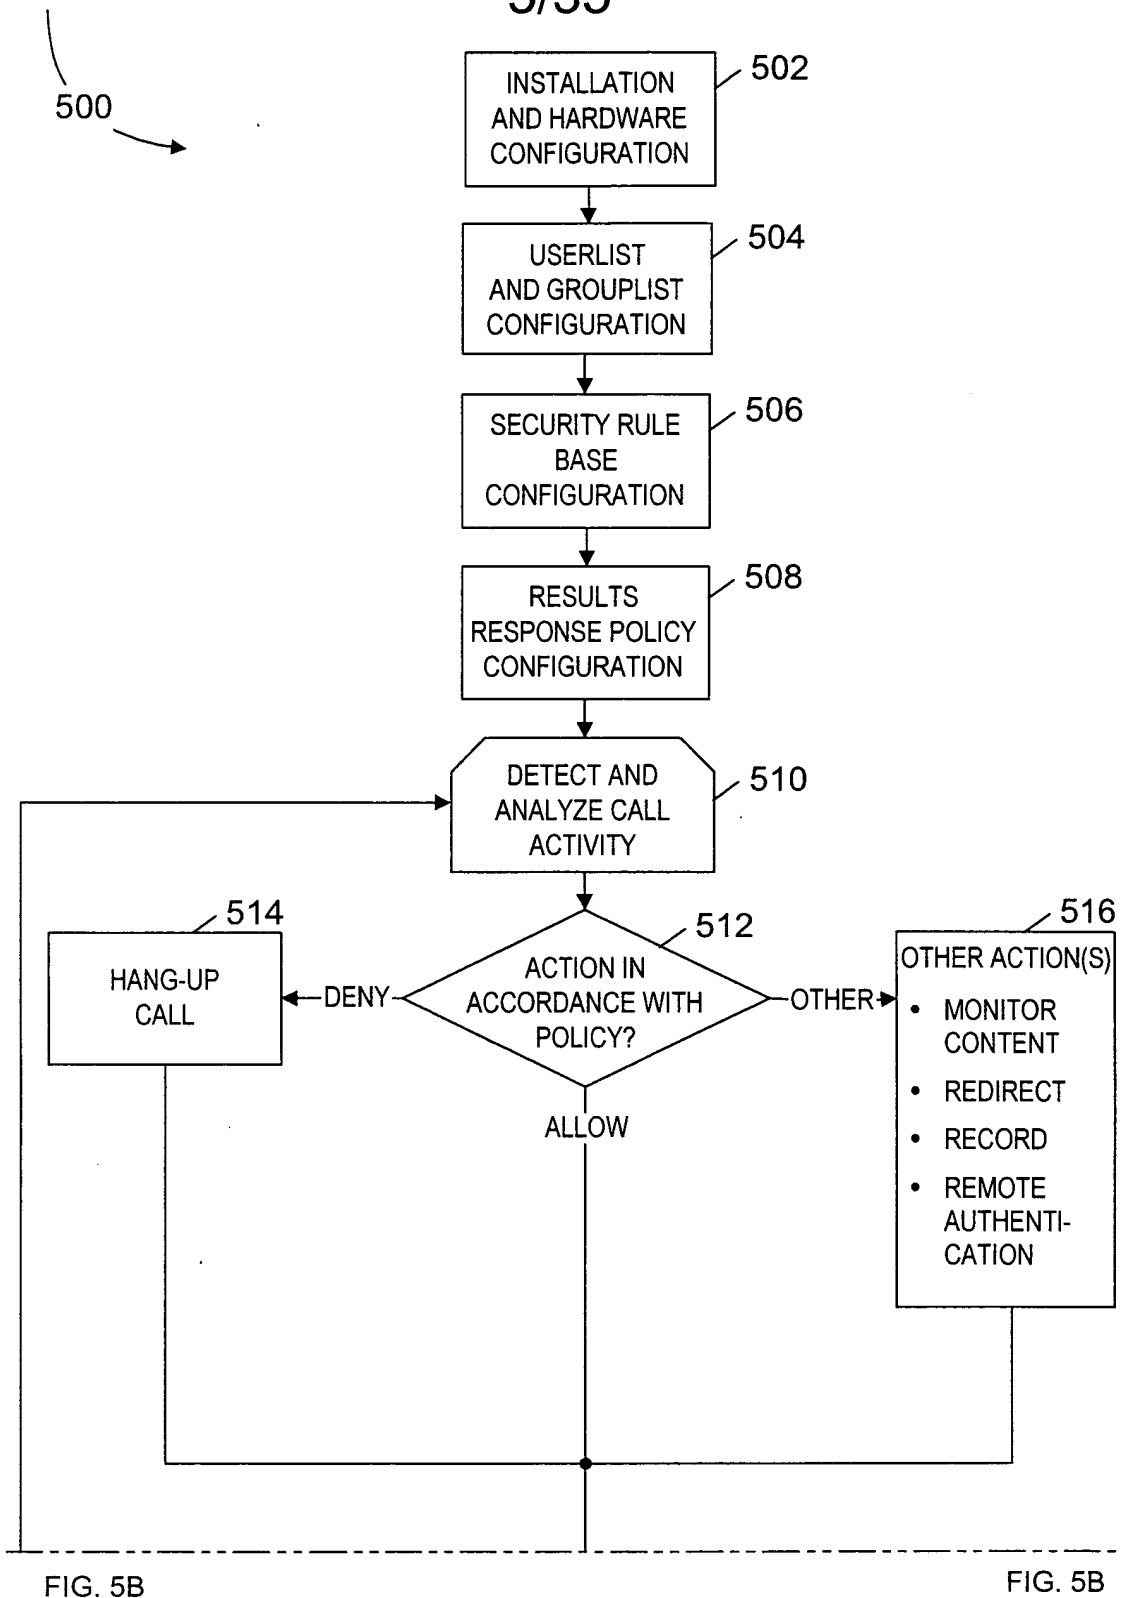 5/35
500
502
INSTALLATION
AND HARDWARE
CONFIGURATION
504
USERLIST
AND GROUPLIST
CONFIGURATION
506
SECURITY RULE
BASE
CONFIGURATION
508
RESULTS
RESPONSE POLICY
CONFIGURATION
510
DETECT AND
ANALYZE CALL
ACTIVITY
514
HANG-UP
CALL
DENY
512
ACTION IN
ACCORDANCE WITH
POLICY?
OTHER
ALLOW
516
OTHER ACTION(S)
• MONITOR
CONTENT
• REDIRECT
• RECORD
• REMOTE
AUTHENTI-
CATION
FIG. 5B
FIG. 5B